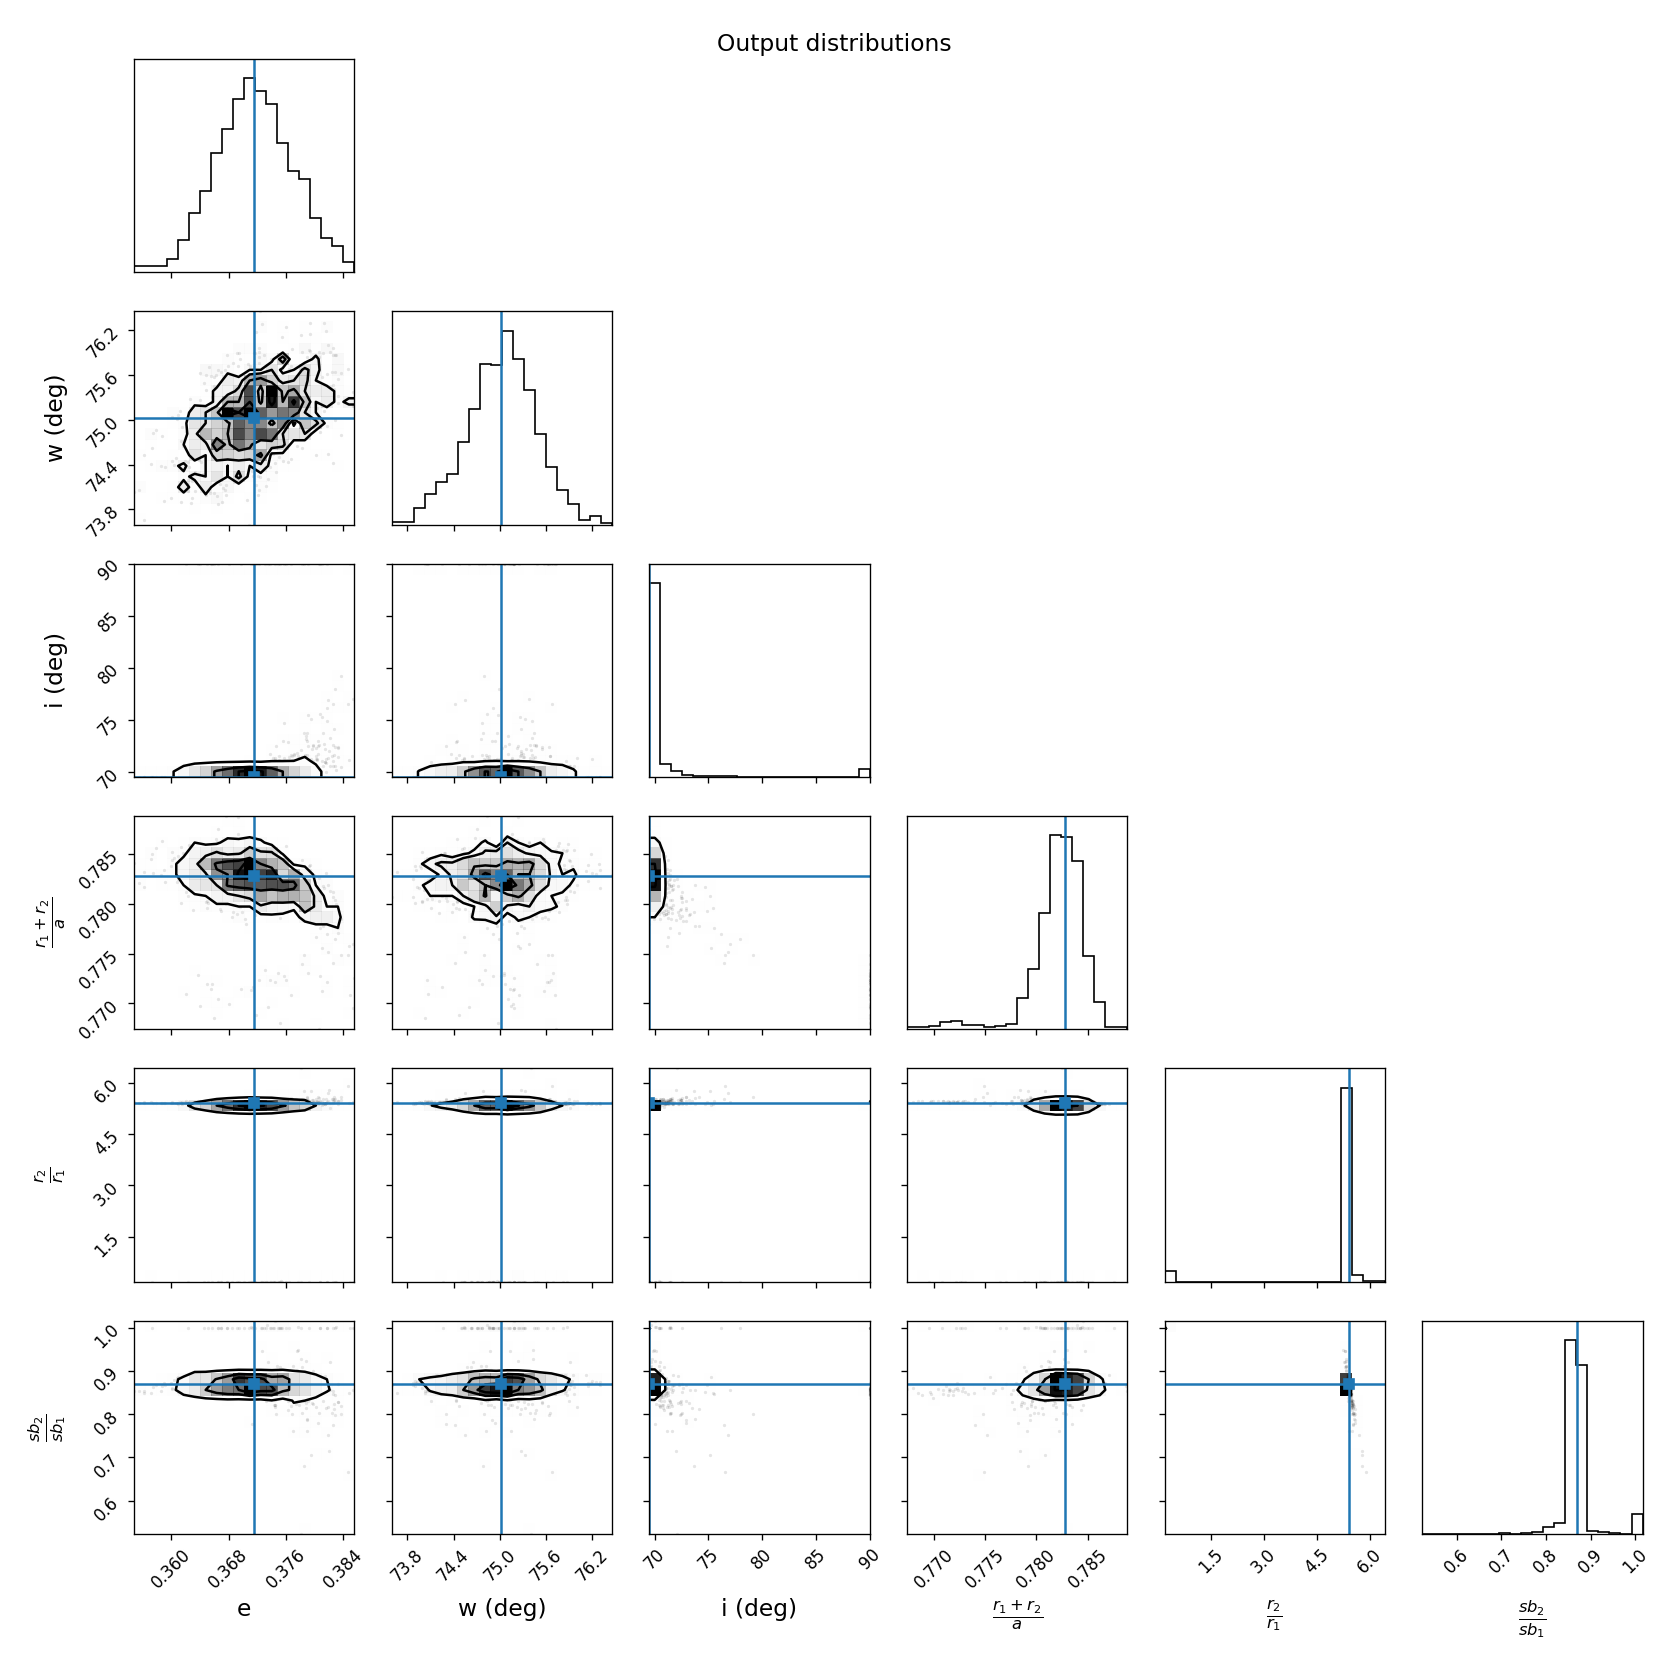 Output distributions
w (deg)
76.2
75.6
75.0
74.4
73.8
i (deg)
90
85
80
75
70
r₁ + r₂
a
0.785
0.780
0.775
0.770
r₂
r₁
6.0
4.5
3.0
1.5
sb₂
sb₁
1.0
0.9
0.8
0.7
0.6
0.360 0.368 0.376 0.384
73.8 74.4 75.0 75.6 76.2
70 75 80 85 90
0.770 0.775 0.780 0.785
1.5 3.0 4.5 6.0
0.6 0.7 0.8 0.9 1.0
e
w (deg)
i (deg)
r₁ + r₂
a
r₂
r₁
sb₂
sb₁